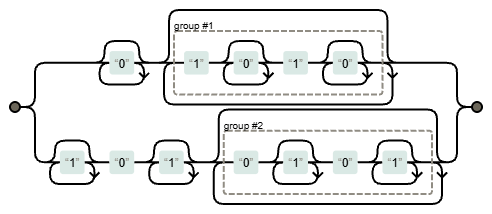 group #1
“0” “1” “0” “1” “0”
group #2
“1” “0” “1” “0” “1” “0” “1”